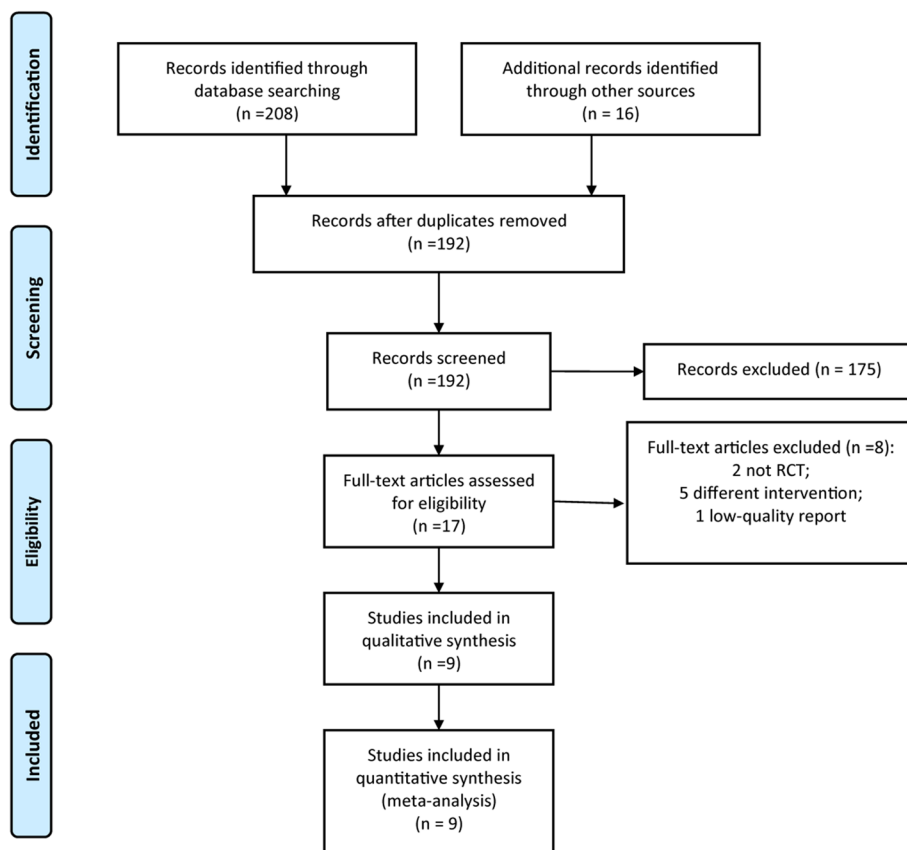 Identification
Records identified through
database searching
(n =208)
Additional records identified
through other sources
(n = 16)
Records after duplicates removed
(n =192)
Screening
Records screened
(n =192)
Records excluded (n = 175)
Eligibility
Full-text articles assessed
for eligibility
(n =17)
Full-text articles excluded (n =8):
2 not RCT;
5 different intervention;
1 low-quality report
Studies included in
qualitative synthesis
(n =9)
Included
Studies included in
quantitative synthesis
(meta-analysis)
(n = 9)